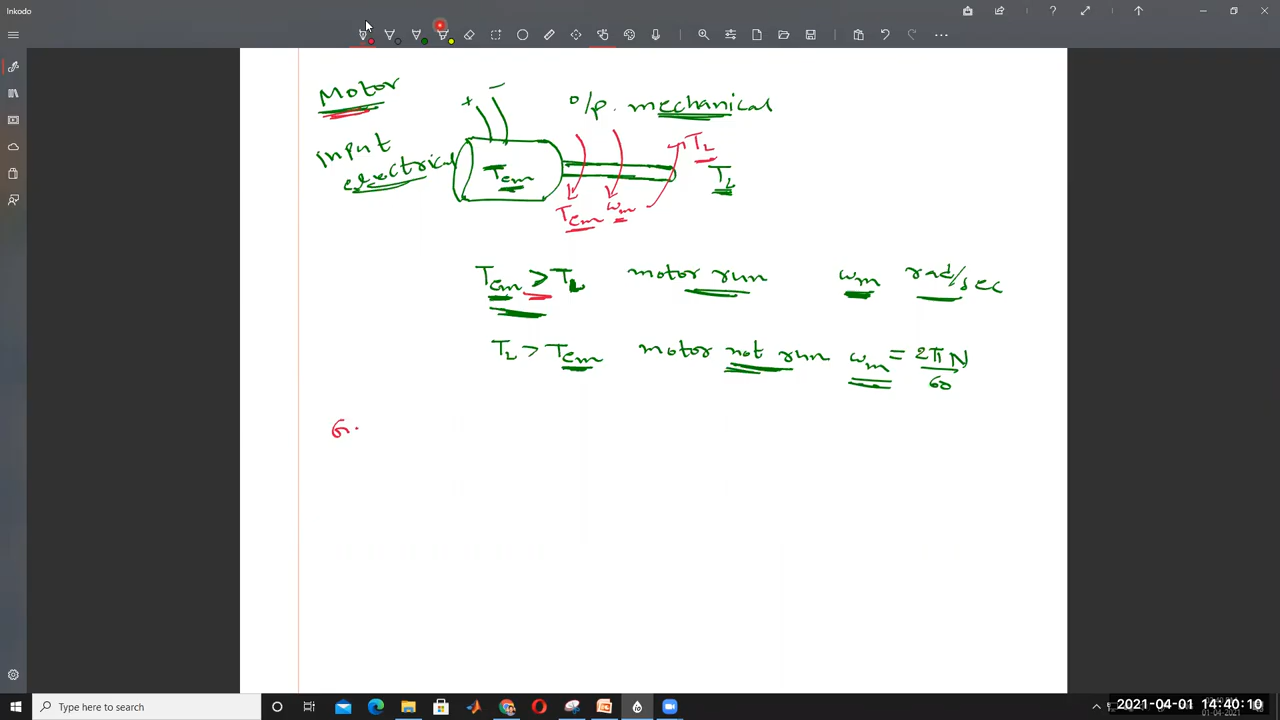 Inkodo
Motor
+ −
o/p. mechanical
Input electrical
Tem
TL
TL
Tem ωm
Tem > TL motor run ωm rad/sec
TL > Tem motor not run ωm = 2πN/60
G.
Type here to search
2021-04-01 14:40:10